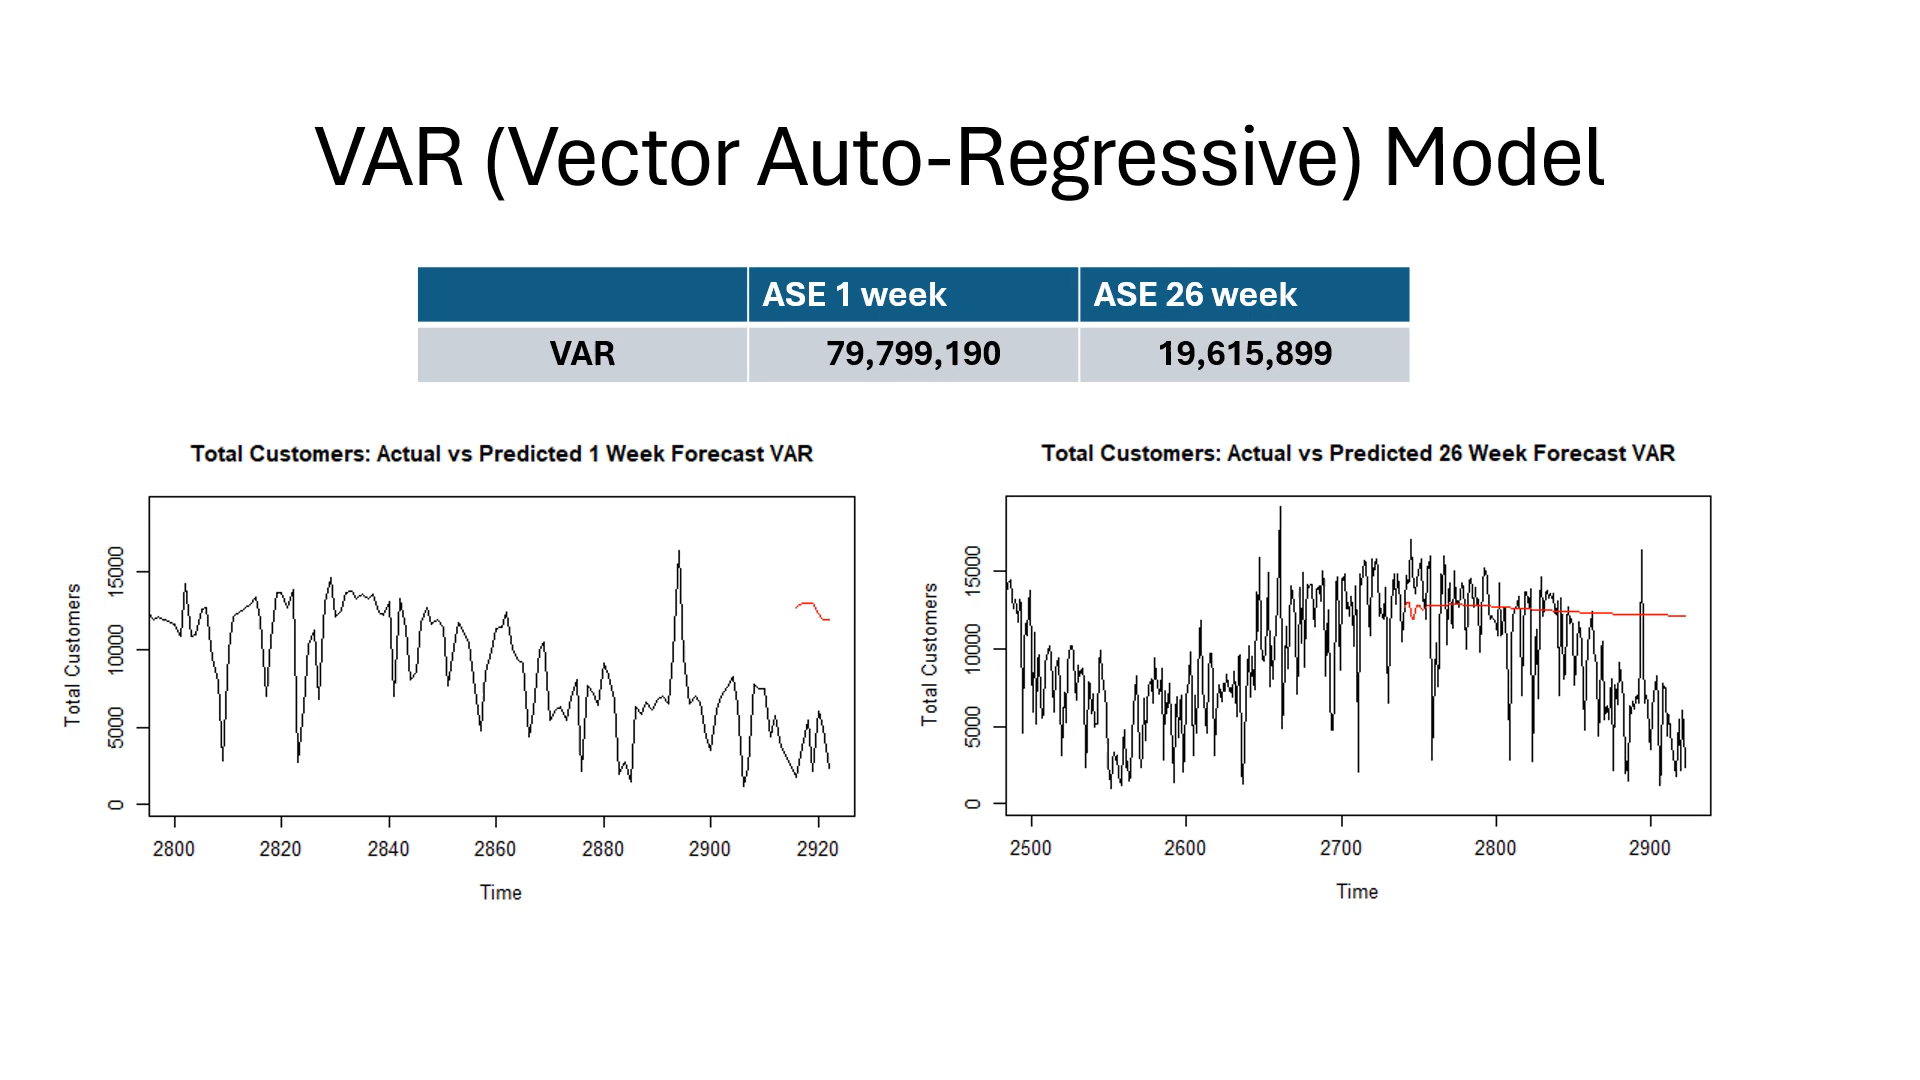 VAR (Vector Auto-Regressive) Model
ASE 1 week ASE 26 week
VAR 79,799,190 19,615,899
Total Customers: Actual vs Predicted 1 Week Forecast VAR
Total Customers
15000
10000
5000
0
2800 2820 2840 2860 2880 2900 2920
Time
Total Customers: Actual vs Predicted 26 Week Forecast VAR
Total Customers
15000
10000
5000
0
2500 2600 2700 2800 2900
Time